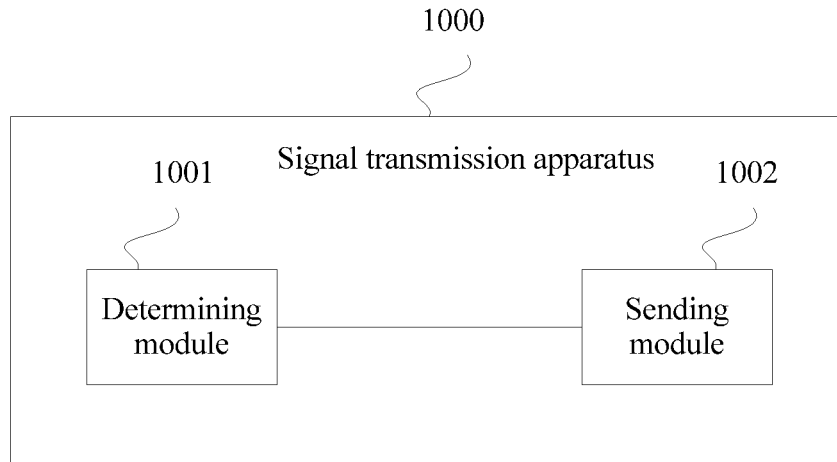 1000
Signal transmission apparatus
1001
1002
Determining
module
Sending
module